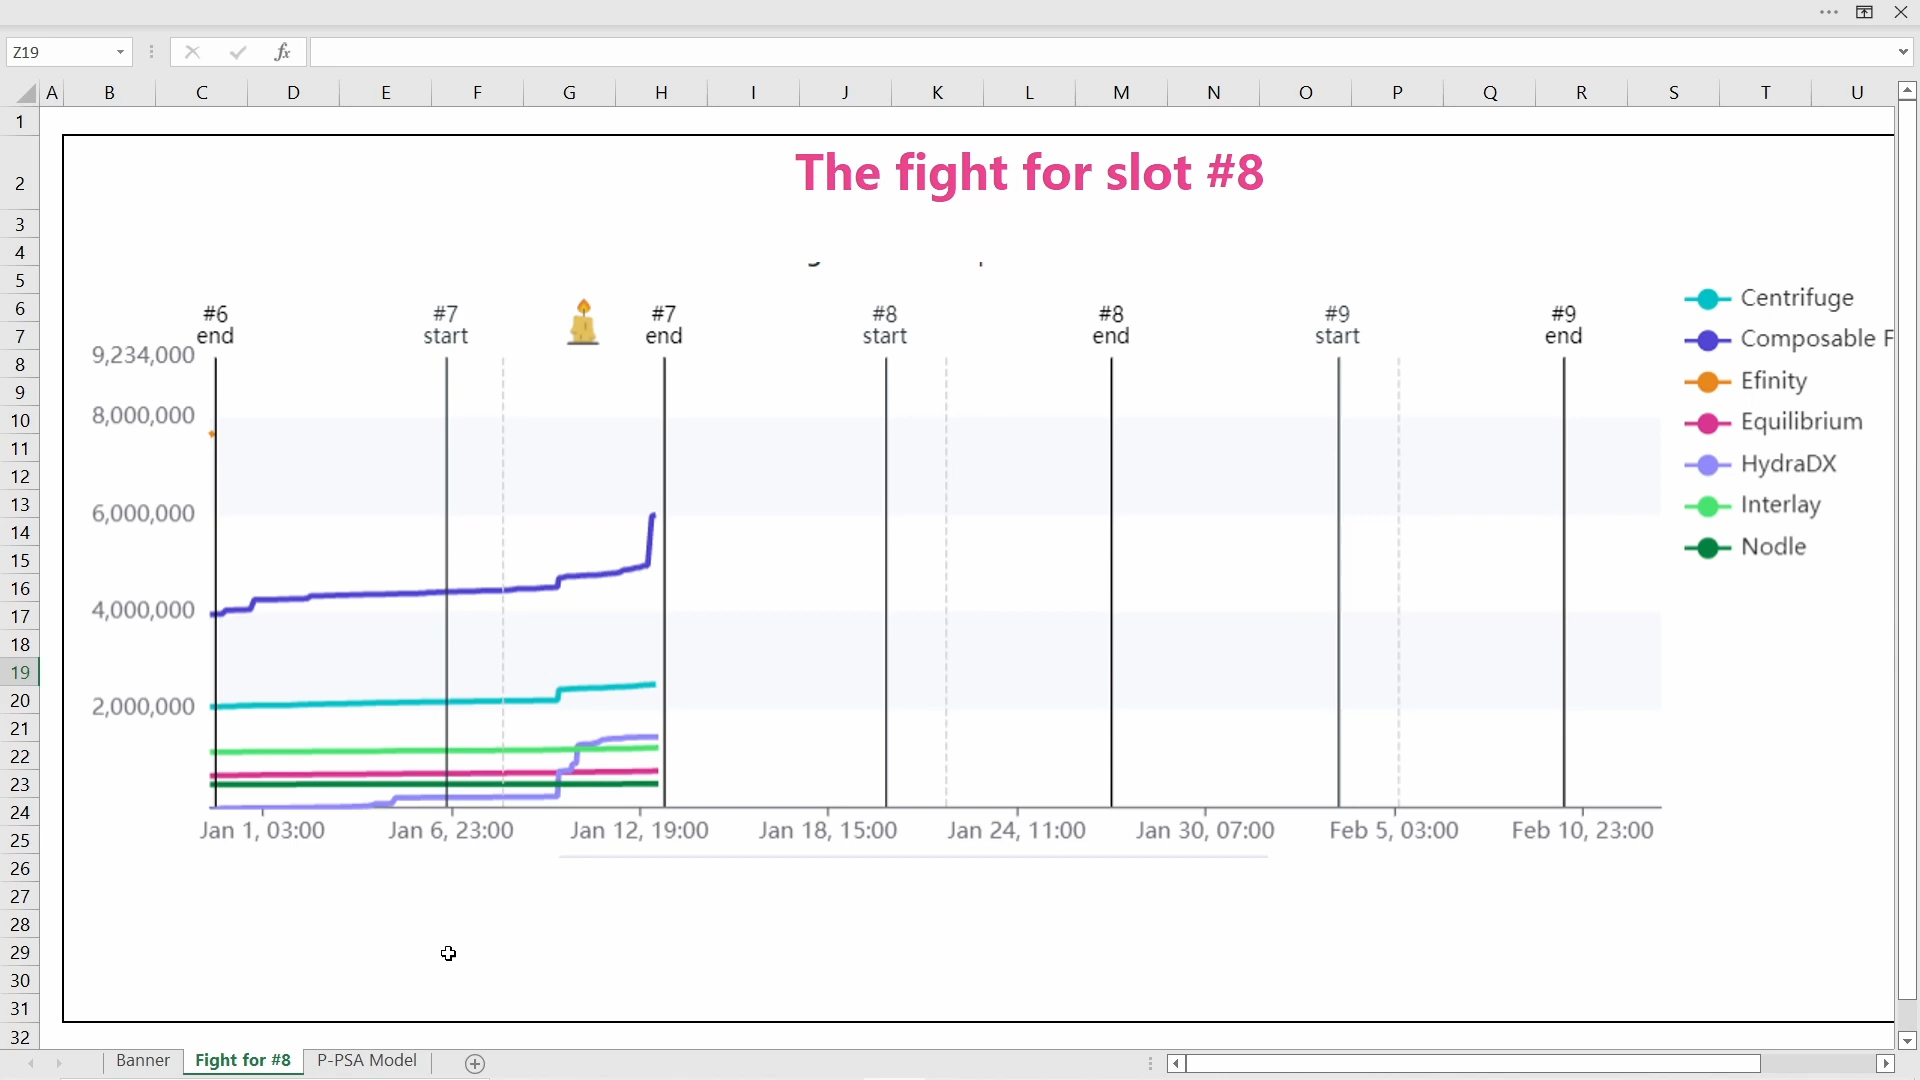 Z19
fx
A B C D E F G H I J K L M N O P Q R S T U
1
2
3
4
5
6
7
8
9
10
11
12
13
14
15
16
17
18
19
20
21
22
23
24
25
26
27
28
29
30
31
32
The fight for slot #8
#6 #7 #7 #8 #8 #9 #9
end start end start end start end
9,234,000
8,000,000
6,000,000
4,000,000
2,000,000
Jan 1, 03:00 Jan 6, 23:00 Jan 12, 19:00 Jan 18, 15:00 Jan 24, 11:00 Jan 30, 07:00 Feb 5, 03:00 Feb 10, 23:00
Centrifuge
Composable F
Efinity
Equilibrium
HydraDX
Interlay
Nodle
Banner Fight for #8 P-PSA Model